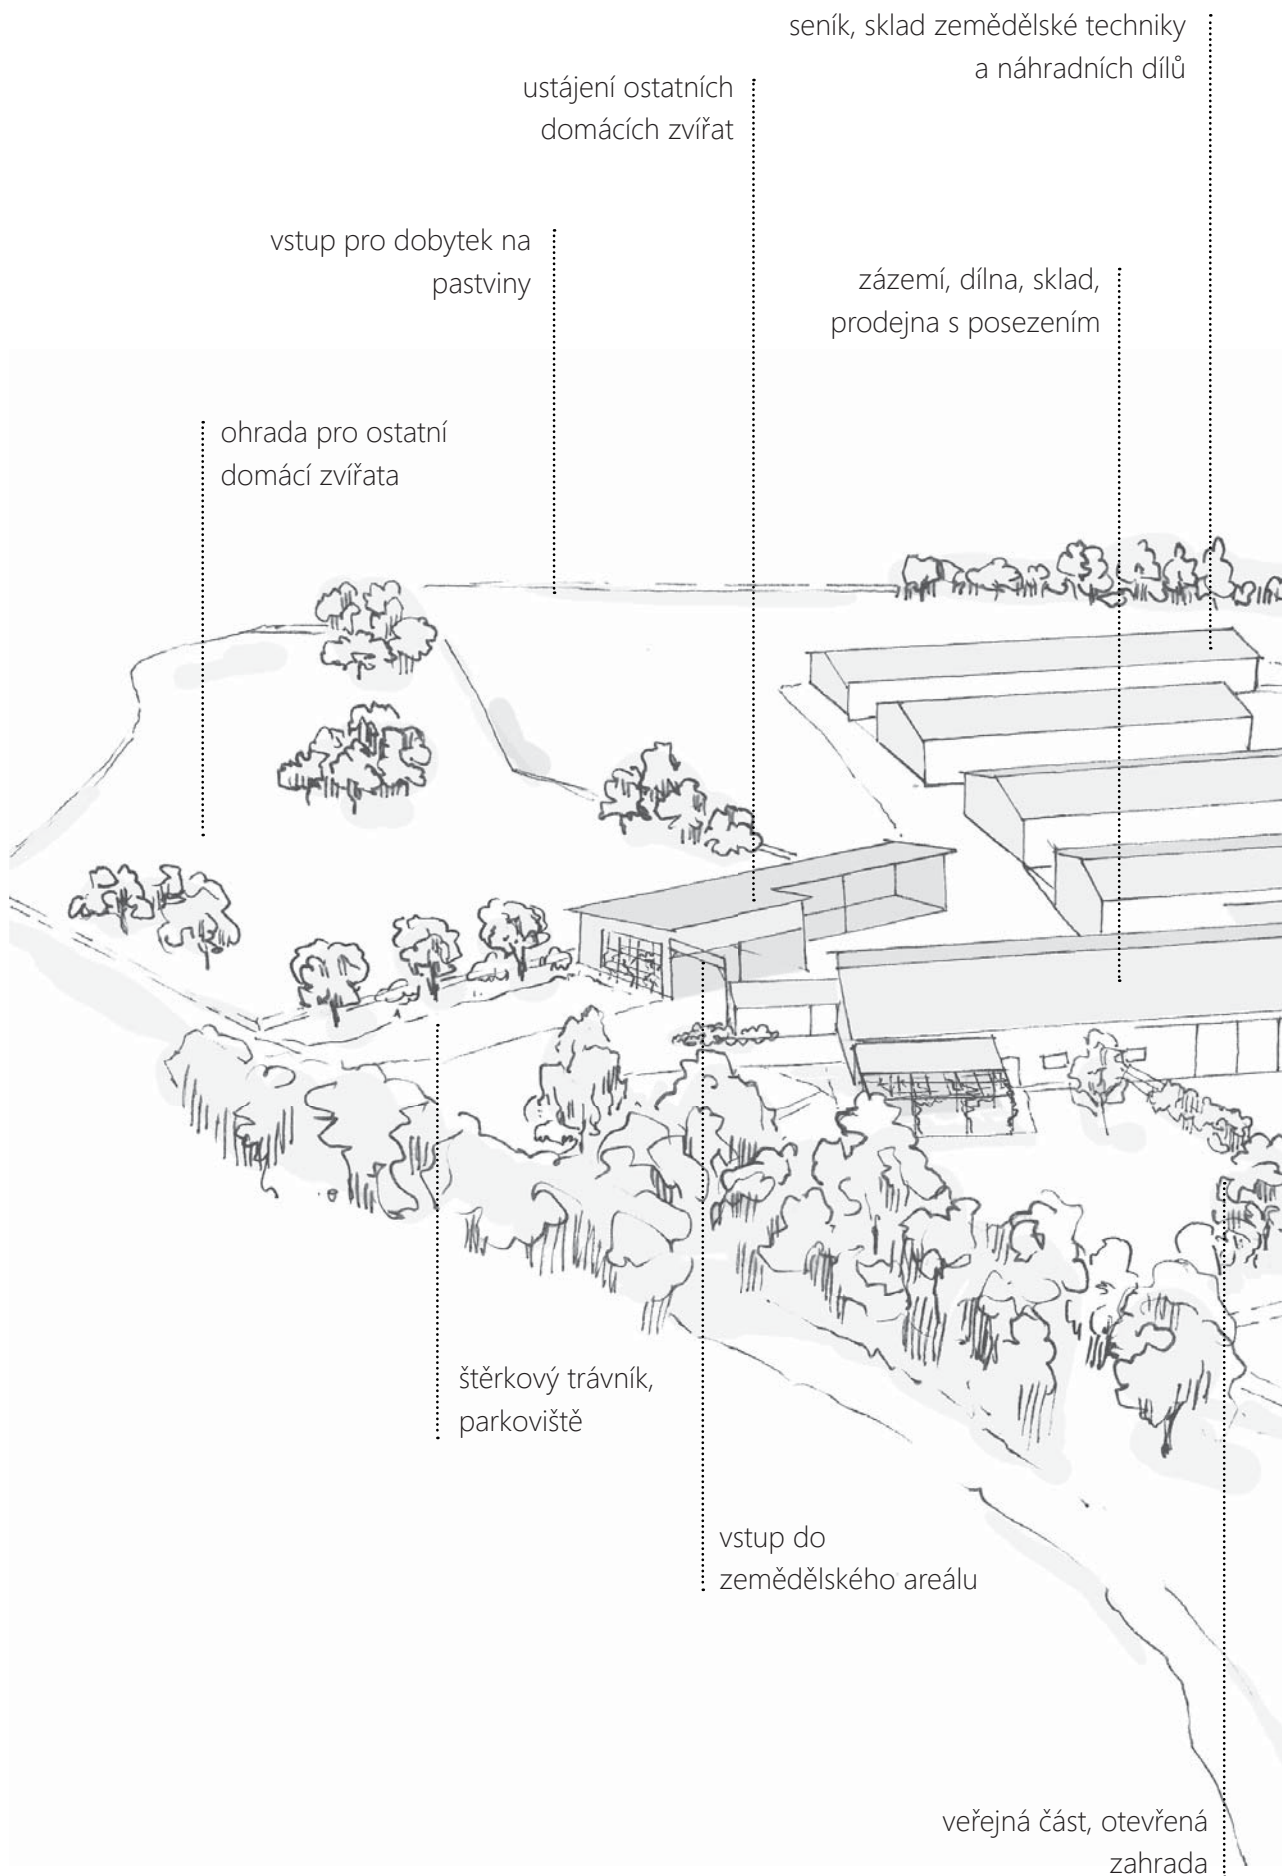 seník, sklad zemědělské techniky
a náhradních dílů
ustájení ostatních
domácích zvířat
vstup pro dobytek na
pastviny
zázemí, dílna, sklad,
prodejna s posezením
ohrada pro ostatní
domácí zvířata
štěrkový trávník,
parkoviště
vstup do
zemědělského areálu
veřejná část, otevřená
zahrada